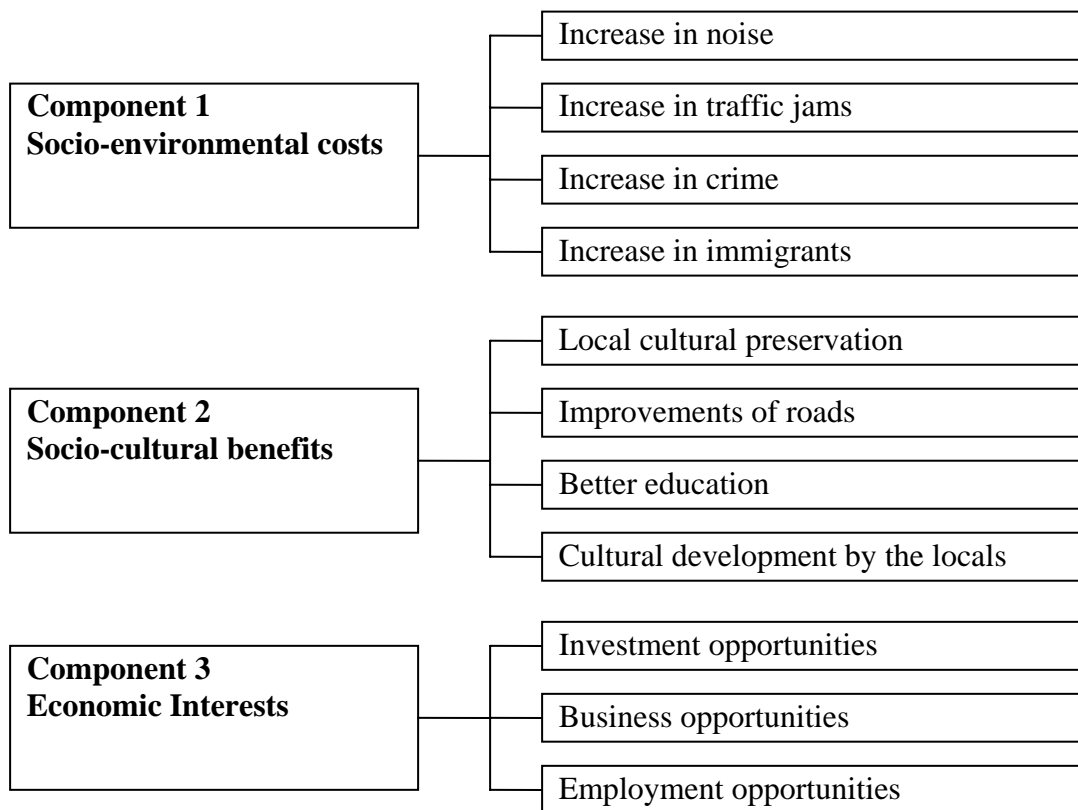 Component 1
Socio-environmental costs
Increase in noise
Increase in traffic jams
Increase in crime
Increase in immigrants
Component 2
Socio-cultural benefits
Local cultural preservation
Improvements of roads
Better education
Cultural development by the locals
Component 3
Economic Interests
Investment opportunities
Business opportunities
Employment opportunities